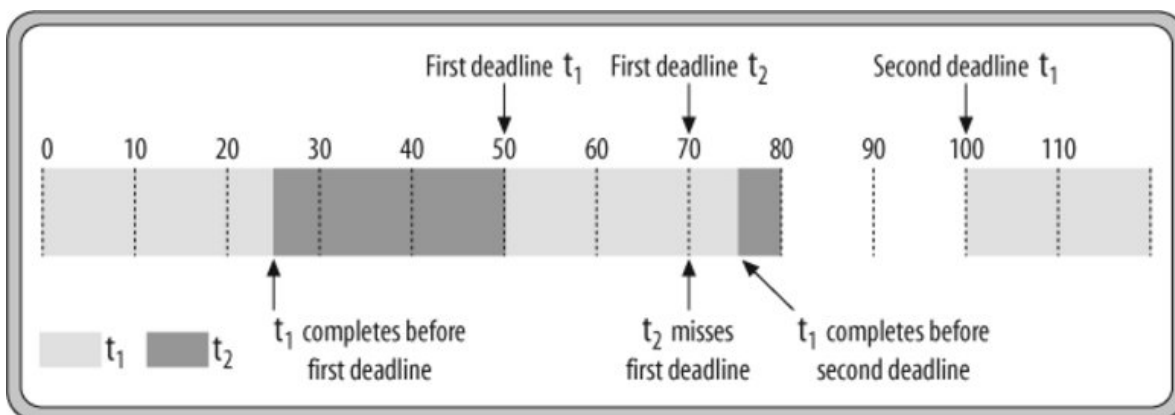 First deadline t₁ First deadline t₂ Second deadline t₁
0 10 20 30 40 50 60 70 80 90 100 110
t₁ t₂
t₁ completes before
first deadline
t₂ misses
first deadline
t₁ completes before
second deadline